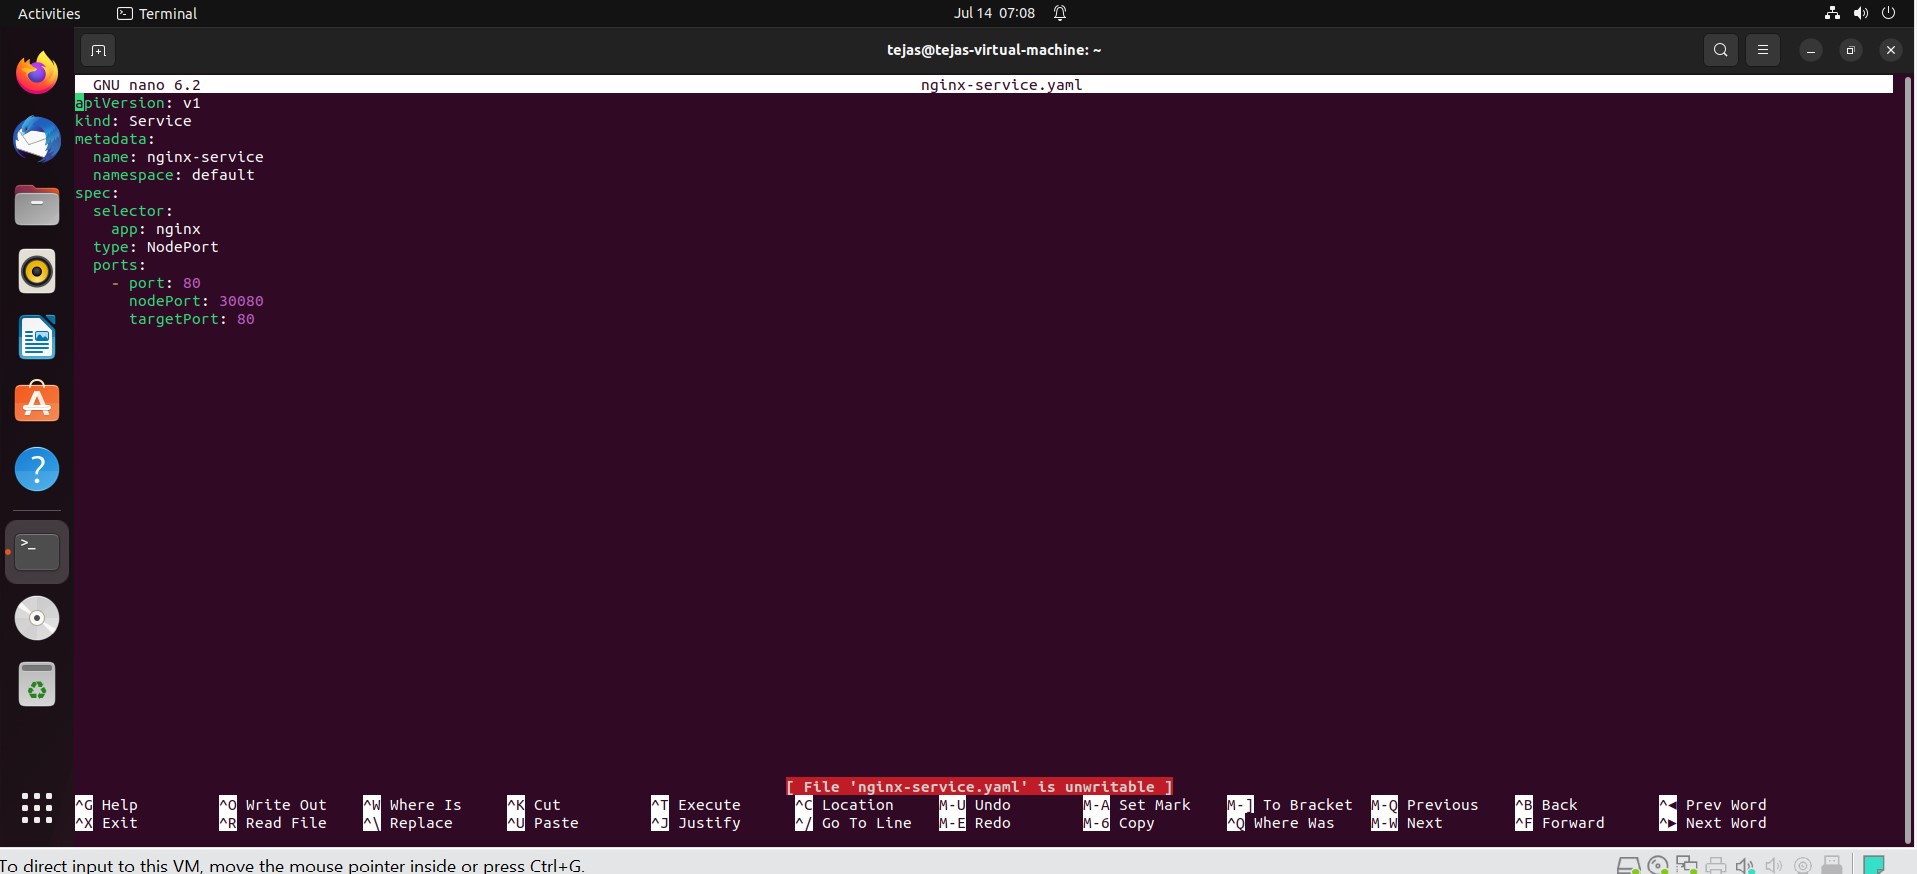 Activities Terminal Jul 14 07:08
tejas@tejas-virtual-machine: ~
GNU nano 6.2 nginx-service.yaml
apiVersion: v1
kind: Service
metadata:
  name: nginx-service
  namespace: default
spec:
  selector:
    app: nginx
  type: NodePort
  ports:
    - port: 80
      nodePort: 30080
      targetPort: 80
[ File 'nginx-service.yaml' is unwritable ]
^G Help ^O Write Out ^W Where Is ^K Cut ^T Execute ^C Location M-U Undo M-A Set Mark M-] To Bracket M-Q Previous ^B Back ^◄ Prev Word
^X Exit ^R Read File ^\ Replace ^U Paste ^J Justify ^/ Go To Line M-E Redo M-6 Copy ^Q Where Was M-W Next ^F Forward ^► Next Word
To direct input to this VM, move the mouse pointer inside or press Ctrl+G.